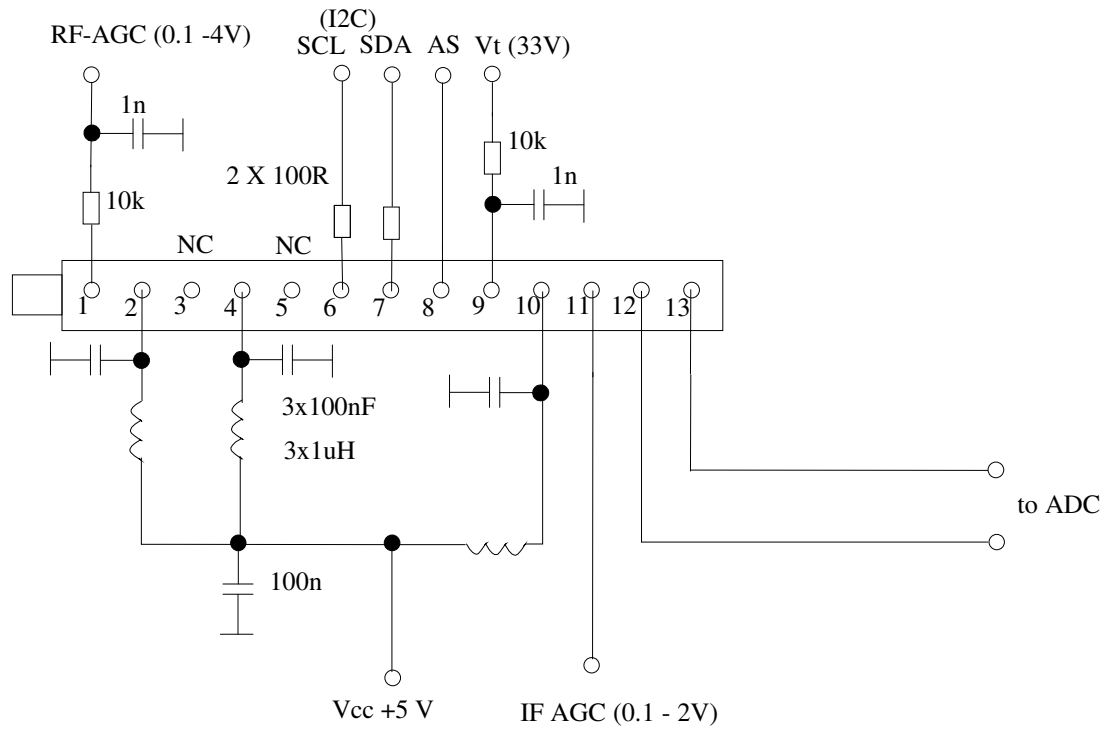 (I2C)
RF-AGC (0.1 -4V)
SCL SDA AS Vt (33V)
1n
10k
2 X 100R
1n
10k
NC NC
1 2 3 4 5 6 7 8 9 10 11 12 13
3x100nF
3x1uH
to ADC
100n
Vcc +5 V
IF AGC (0.1 - 2V)